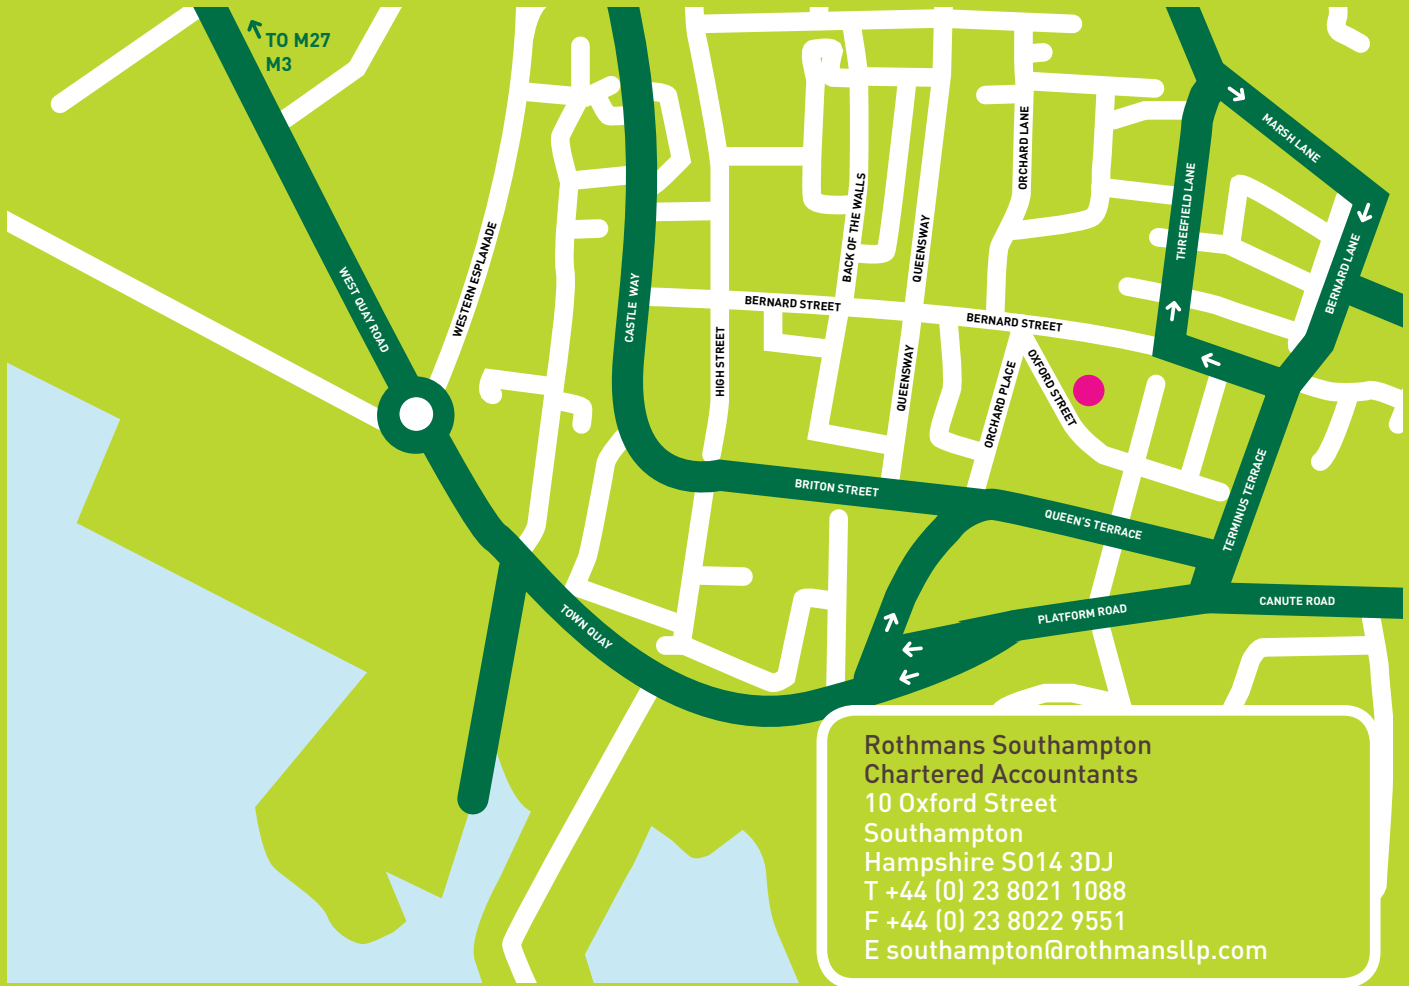 TO M27
M3
MARSH LANE
ORCHARD LANE
THREEFIELD LANE
BACK OF THE WALLS
QUEENSWAY
WESTERN ESPLANADE
BERNARD LANE
WEST QUAY ROAD
CASTLE WAY
BERNARD STREET
BERNARD STREET
HIGH STREET
QUEENSWAY
ORCHARD PLACE
OXFORD STREET
BRITON STREET
TERMINUS TERRACE
QUEEN'S TERRACE
CANUTE ROAD
PLATFORM ROAD
TOWN QUAY
Rothmans Southampton
Chartered Accountants
10 Oxford Street
Southampton
Hampshire SO14 3DJ
T +44 (0) 23 8021 1088
F +44 (0) 23 8022 9551
E southampton@rothmansllp.com